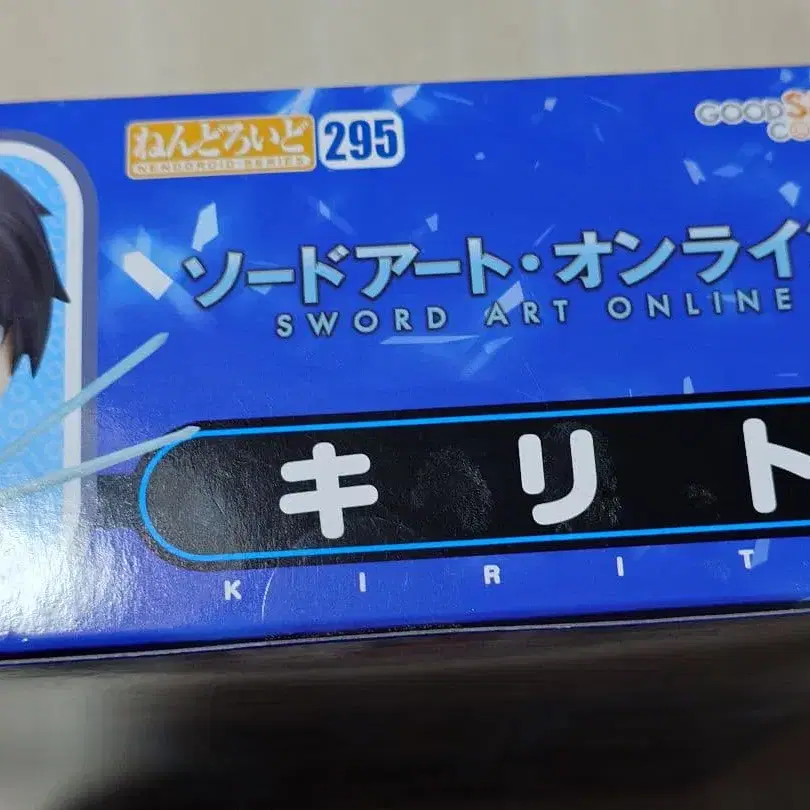 ねんどろいど 295
NENDOROID SERIES
GOOD S
ソードアート・オンライ
SWORD ART ONLINE
キリト
KIRIT